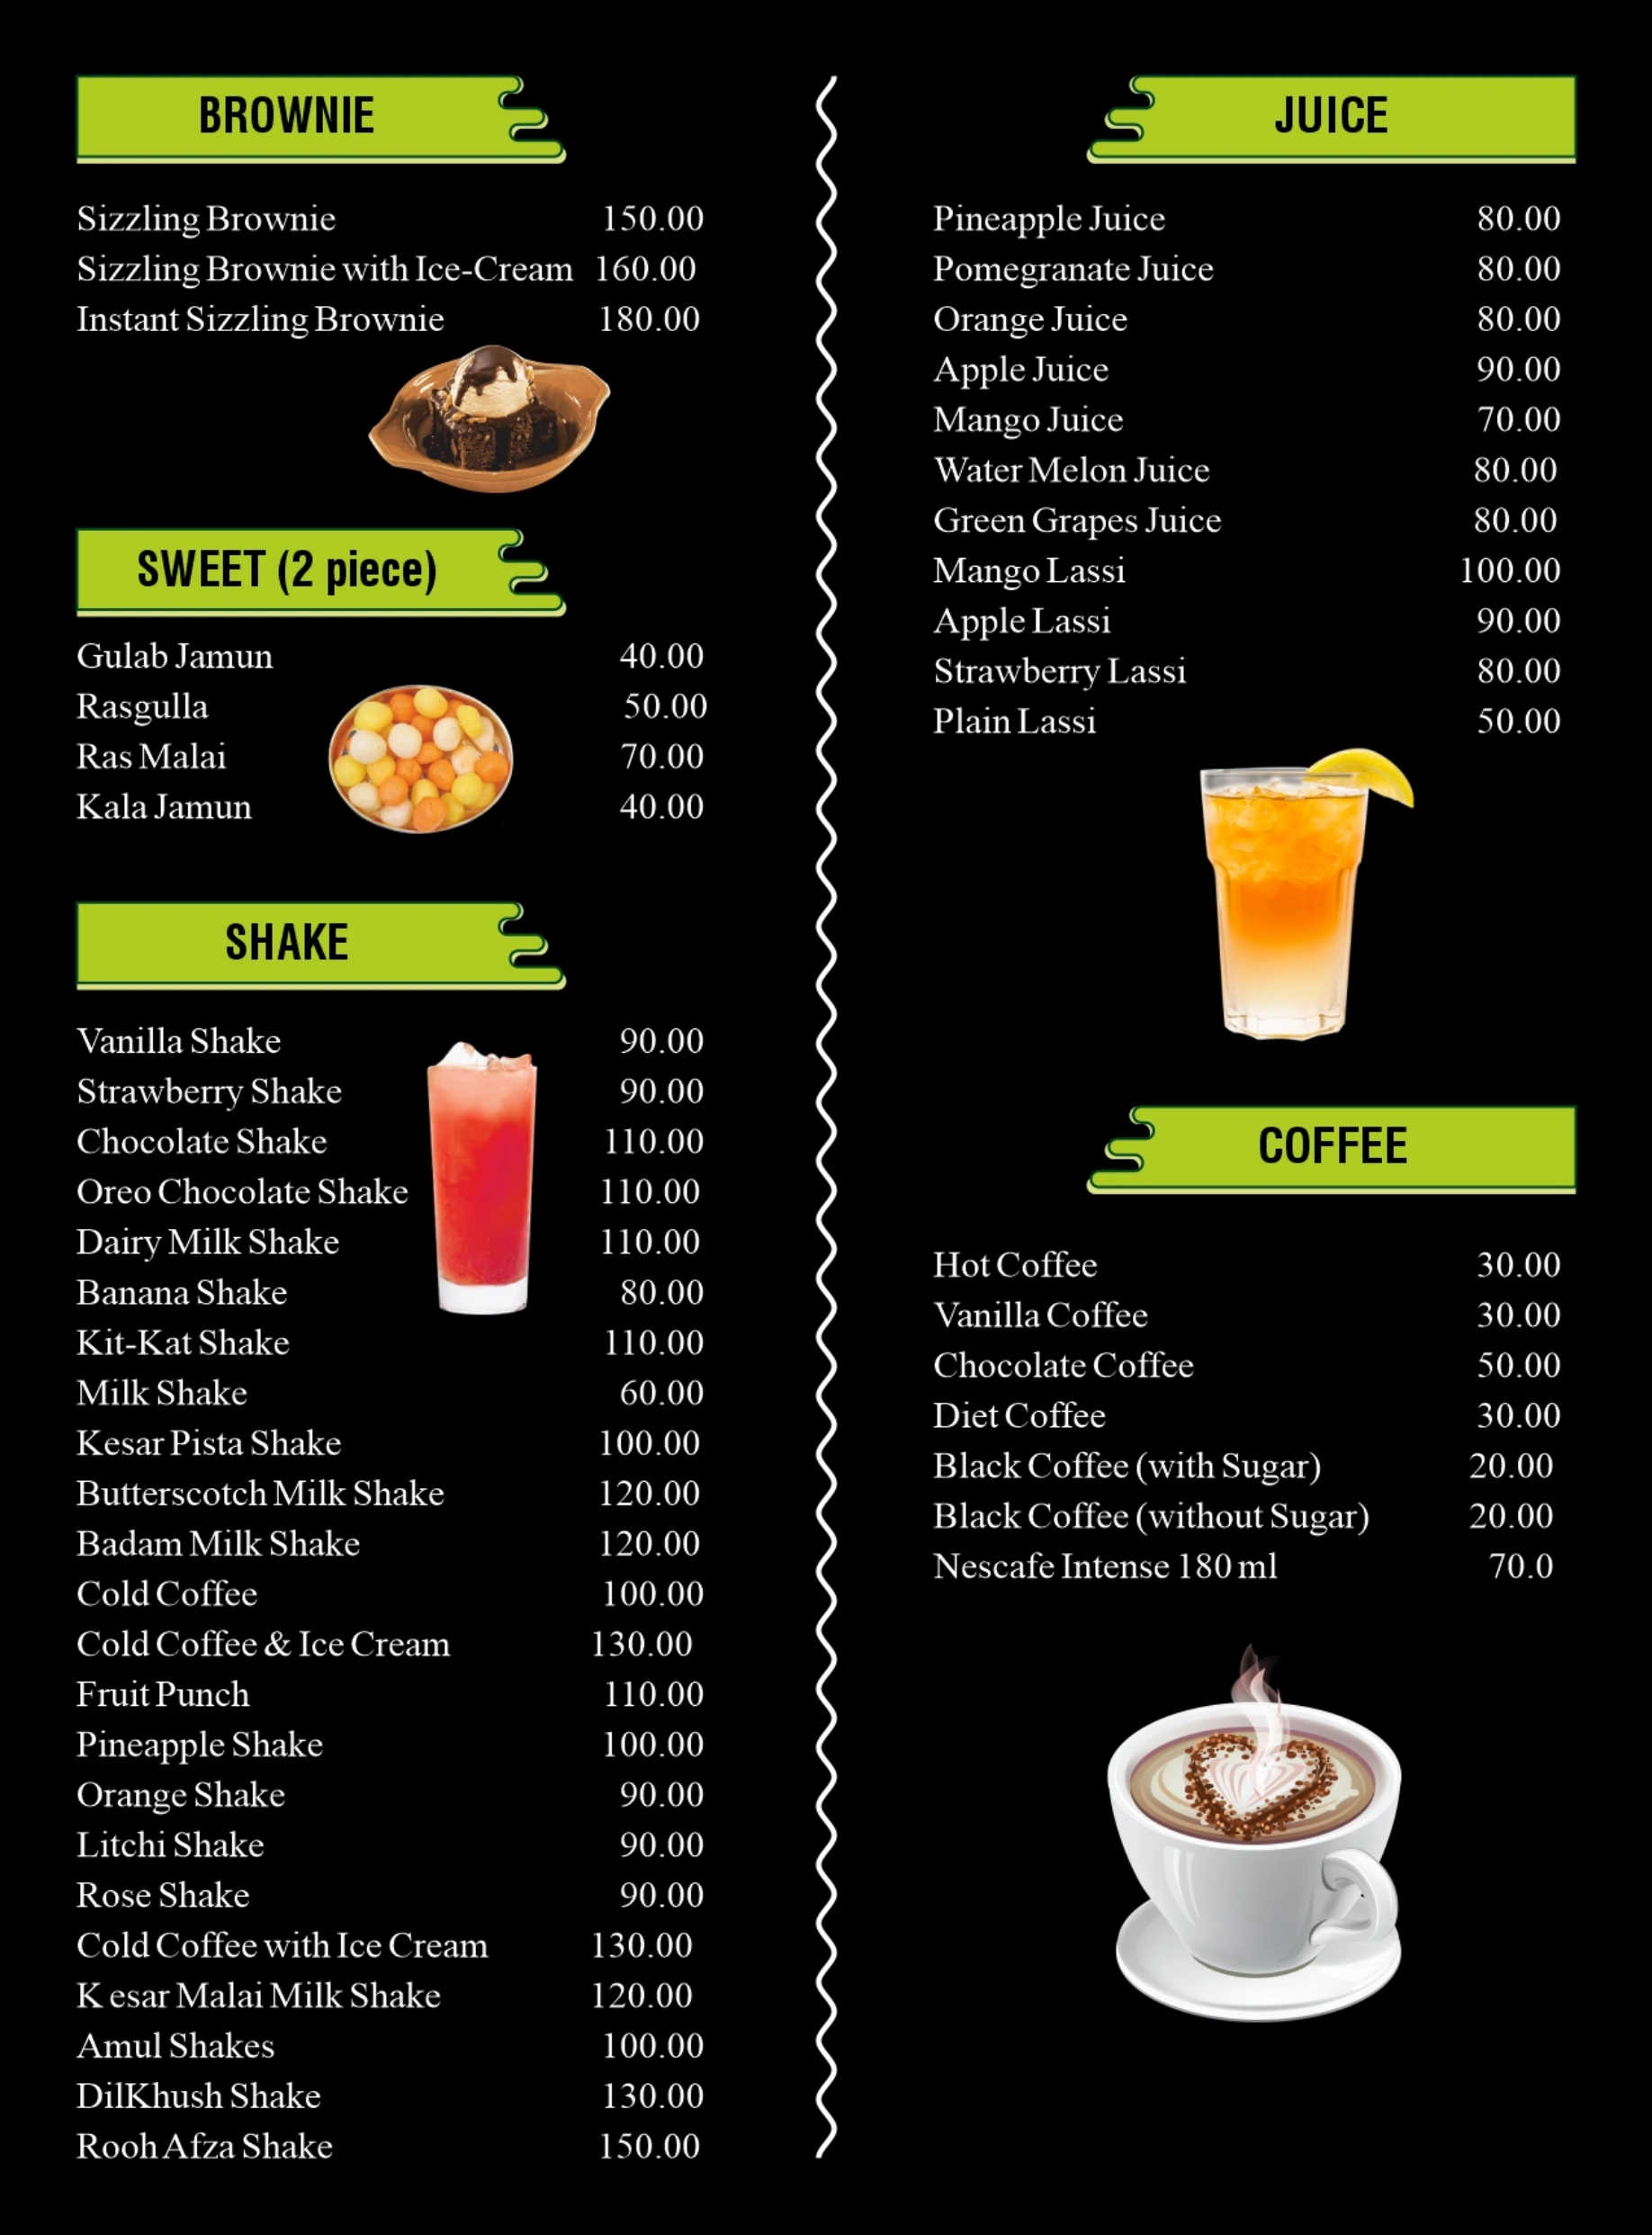 BROWNIE
Sizzling Brownie 150.00
Sizzling Brownie with Ice-Cream 160.00
Instant Sizzling Brownie 180.00
SWEET (2 piece)
Gulab Jamun 40.00
Rasgulla 50.00
Ras Malai 70.00
Kala Jamun 40.00
SHAKE
Vanilla Shake 90.00
Strawberry Shake 90.00
Chocolate Shake 110.00
Oreo Chocolate Shake 110.00
Dairy Milk Shake 110.00
Banana Shake 80.00
Kit-Kat Shake 110.00
Milk Shake 60.00
Kesar Pista Shake 100.00
Butterscotch Milk Shake 120.00
Badam Milk Shake 120.00
Cold Coffee 100.00
Cold Coffee & Ice Cream 130.00
Fruit Punch 110.00
Pineapple Shake 100.00
Orange Shake 90.00
Litchi Shake 90.00
Rose Shake 90.00
Cold Coffee with Ice Cream 130.00
K esar Malai Milk Shake 120.00
Amul Shakes 100.00
DilKhush Shake 130.00
Rooh Afza Shake 150.00
JUICE
Pineapple Juice 80.00
Pomegranate Juice 80.00
Orange Juice 80.00
Apple Juice 90.00
Mango Juice 70.00
Water Melon Juice 80.00
Green Grapes Juice 80.00
Mango Lassi 100.00
Apple Lassi 90.00
Strawberry Lassi 80.00
Plain Lassi 50.00
COFFEE
Hot Coffee 30.00
Vanilla Coffee 30.00
Chocolate Coffee 50.00
Diet Coffee 30.00
Black Coffee (with Sugar) 20.00
Black Coffee (without Sugar) 20.00
Nescafe Intense 180 ml 70.0